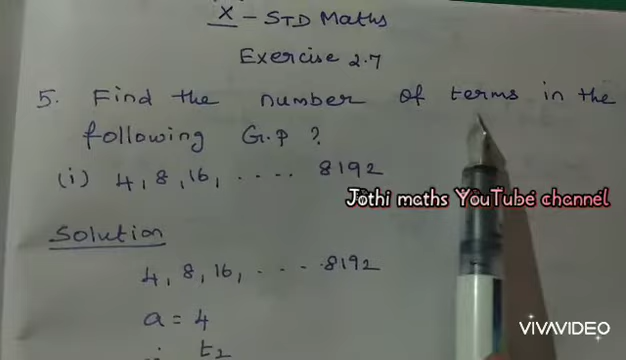 X - STD Maths
Exercise 2.7
5. Find the number of terms in the
following G.P ?
(i) 4, 8, 16, .... 8192
Jothi maths YouTube channel
Solution
4, 8, 16, .... 8192
a = 4
t2
VIVAVIDEO